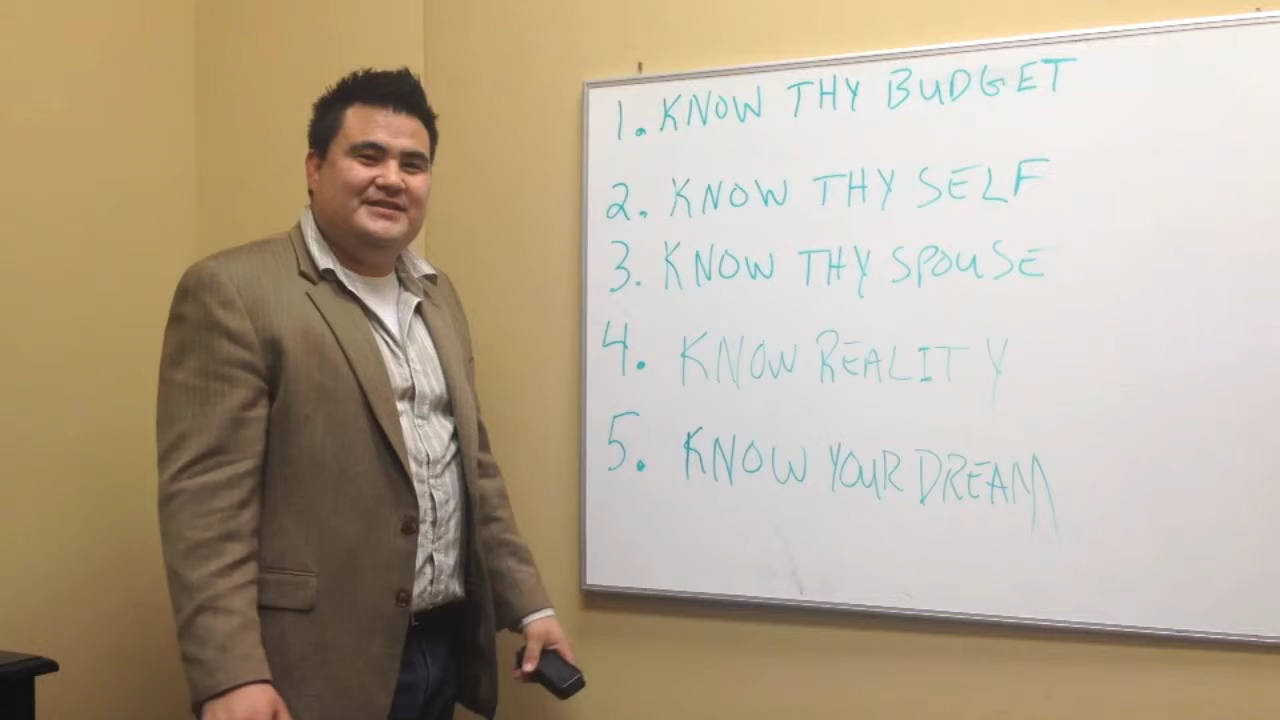 1. KNOW THY BUDGET
2. KNOW THY SELF
3. KNOW THY SPOUSE
4. KNOW REALITY
5. KNOW YOUR DREAM